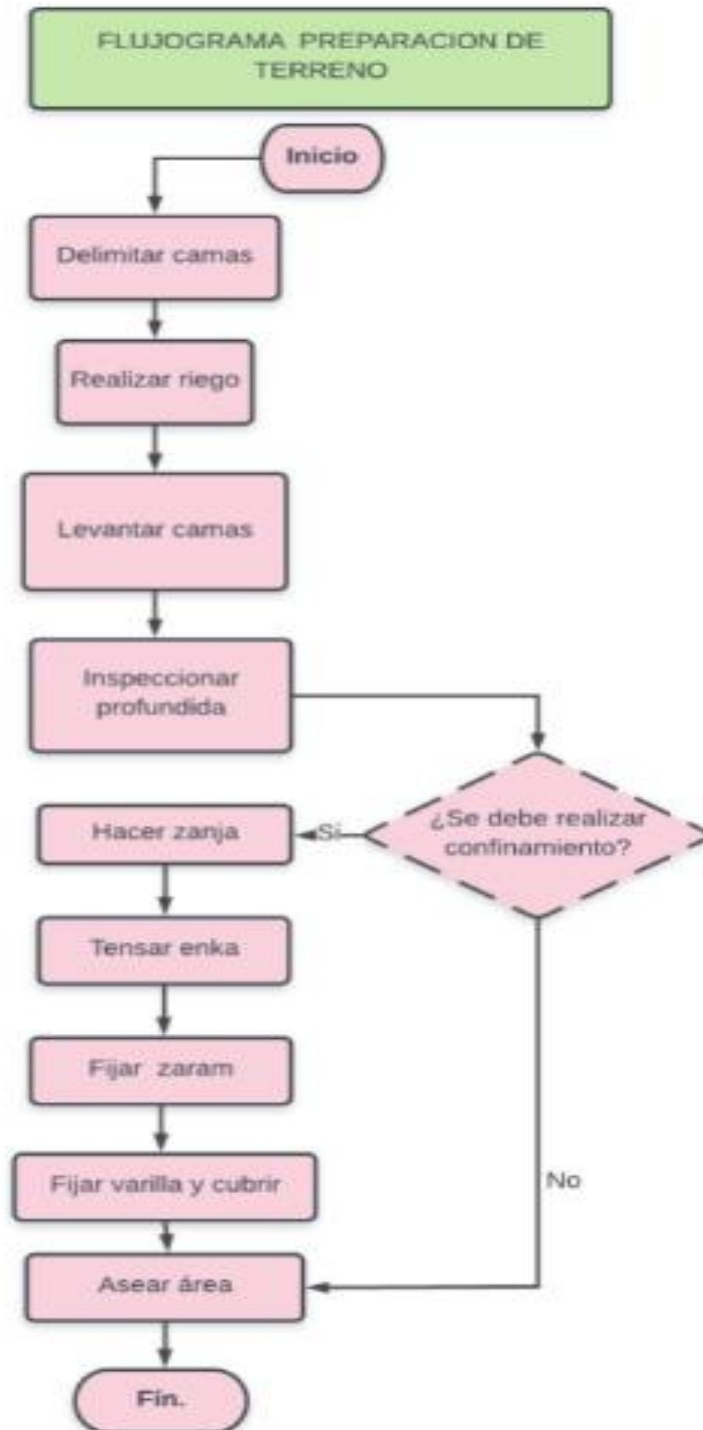 FLUJOGRAMA PREPARACION DE
TERRENO
Inicio
Delimitar camas
Realizar riego
Levantar camas
Inspeccionar
profundida
¿Se debe realizar
confinamiento?
Si
Hacer zanja
Tensar enka
Fijar zaram
Fijar varilla y cubrir
No
Asear área
Fin.